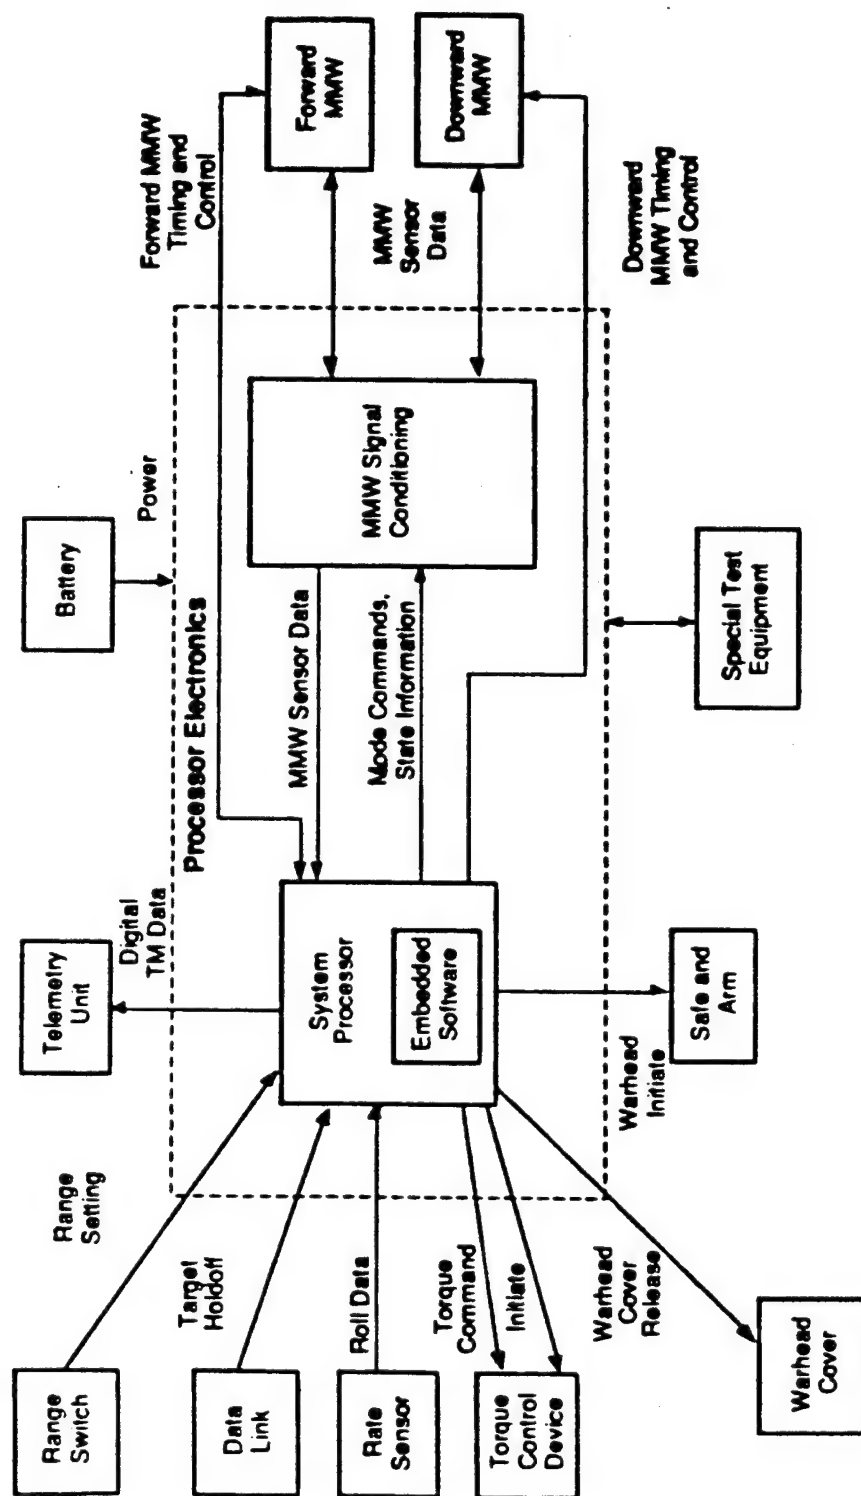 Range
Switch
Range
Setting
Data
Link
Target
Holdoff
Rate
Sensor
Roll Data
Torque
Control
Device
Torque
Command
Initiate
Warhead
Cover
Warhead
Cover
Release
Telemetry
Unit
Digital
TM Data
Battery
Power
Processor Electronics
System
Processor
Embedded
Software
MMW Sensor Data
Mode Commands,
State Information
MMW Signal
Conditioning
Safe and
Arm
Warhead
Initiate
Special Test
Equipment
Forward MMW
Timing and
Control
Forward
MMW
MMW
Sensor
Data
Downward
MMW
Downward
MMW Timing
and Control